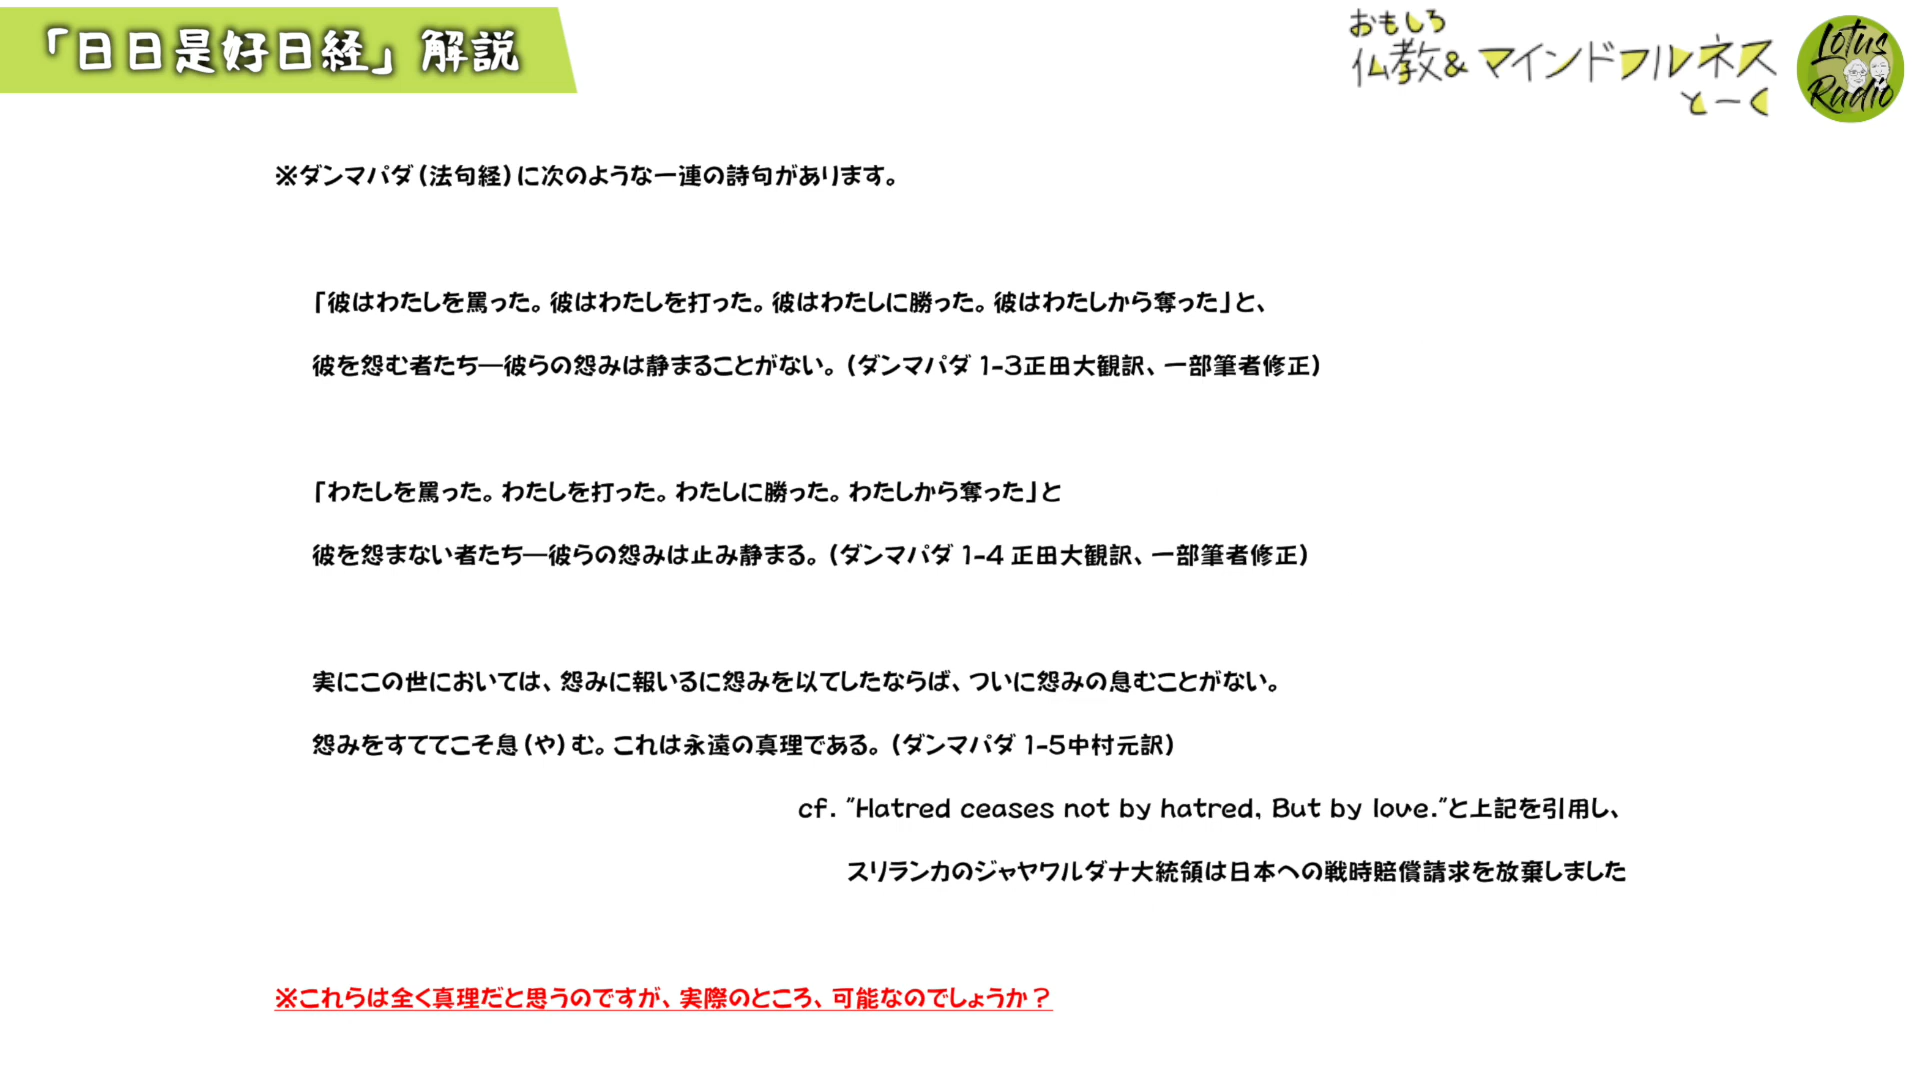 「日日是好日経」解説
おもしろ
仏教&マインドフルネス
とーく
Lotus
Radio
※ダンマパダ(法句経)に次のような一連の詩句があります。
「彼はわたしを罵った。彼はわたしを打った。彼はわたしに勝った。彼はわたしから奪った」と、
彼を怨む者たち―彼らの怨みは静まることがない。(ダンマパダ 1-3正田大観訳、一部筆者修正)
「わたしを罵った。わたしを打った。わたしに勝った。わたしから奪った」と
彼を怨まない者たち―彼らの怨みは止み静まる。(ダンマパダ 1-4 正田大観訳、一部筆者修正)
実にこの世においては、怨みに報いるに怨みを以てしたならば、ついに怨みの息むことがない。
怨みをすててこそ息(や)む。これは永遠の真理である。(ダンマパダ 1-5中村元訳)
cf. "Hatred ceases not by hatred, But by love."と上記を引用し、
スリランカのジャヤワルダナ大統領は日本への戦時賠償請求を放棄しました
※これらは全く真理だと思うのですが、実際のところ、可能なのでしょうか?